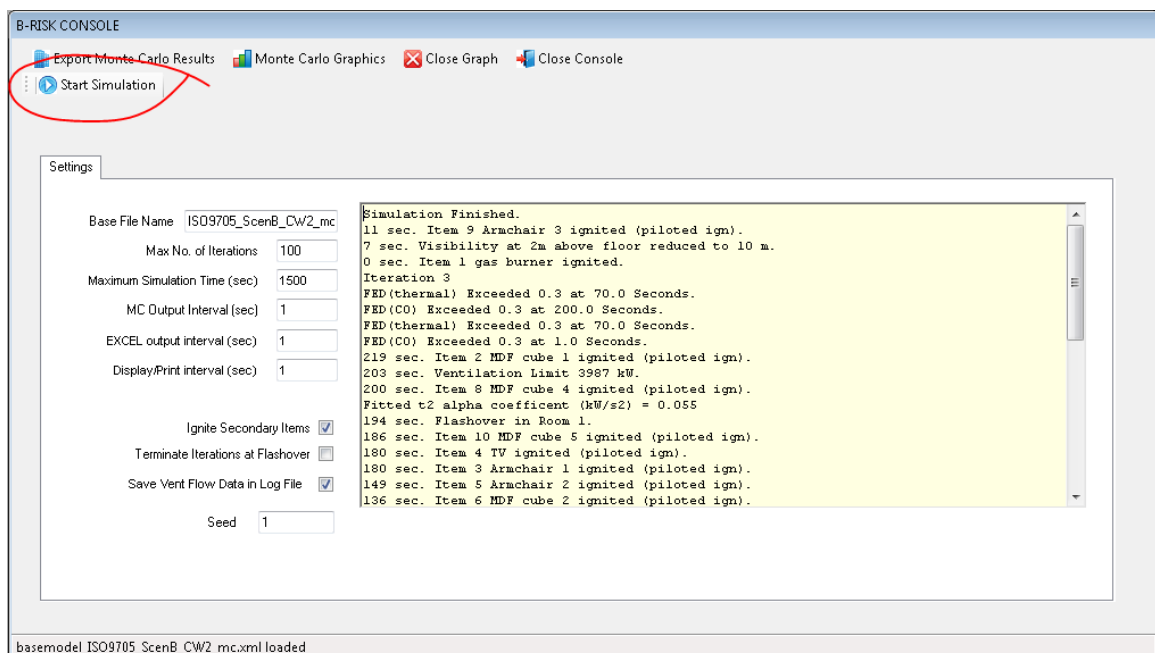 B-RISK CONSOLE
Export Monte Carlo Results Monte Carlo Graphics Close Graph Close Console
Start Simulation
Settings
Base File Name ISO9705_ScenB_CW2_mc
Max No. of Iterations 100
Maximum Simulation Time (sec) 1500
MC Output Interval (sec) 1
EXCEL output interval (sec) 1
Display/Print interval (sec) 1
Ignite Secondary Items
Terminate Iterations at Flashover
Save Vent Flow Data in Log File
Seed 1
Simulation Finished.
11 sec. Item 9 Armchair 3 ignited (piloted ign).
7 sec. Visibility at 2m above floor reduced to 10 m.
0 sec. Item 1 gas burner ignited.
Iteration 3
FED(thermal) Exceeded 0.3 at 70.0 Seconds.
FED(CO) Exceeded 0.3 at 200.0 Seconds.
FED(thermal) Exceeded 0.3 at 70.0 Seconds.
FED(CO) Exceeded 0.3 at 1.0 Seconds.
219 sec. Item 2 MDF cube 1 ignited (piloted ign).
203 sec. Ventilation Limit 3987 kW.
200 sec. Item 8 MDF cube 4 ignited (piloted ign).
Fitted t2 alpha coefficent (kW/s2) = 0.055
194 sec. Flashover in Room 1.
186 sec. Item 10 MDF cube 5 ignited (piloted ign).
180 sec. Item 4 TV ignited (piloted ign).
180 sec. Item 3 Armchair 1 ignited (piloted ign).
149 sec. Item 5 Armchair 2 ignited (piloted ign).
136 sec. Item 6 MDF cube 2 ignited (piloted ign).
basemodel_ISO9705_ScenB_CW2_mc.xml loaded